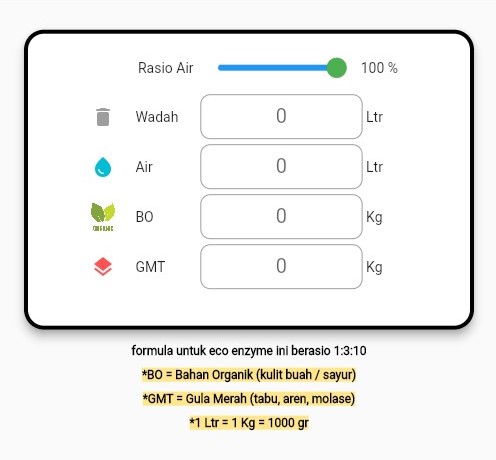 Rasio Air 100 %
Wadah 0 Ltr
Air 0 Ltr
ORGANIC
BO 0 Kg
GMT 0 Kg
formula untuk eco enzyme ini berasio 1:3:10
*BO = Bahan Organik (kulit buah / sayur)
*GMT = Gula Merah (tabu, aren, molase)
*1 Ltr = 1 Kg = 1000 gr